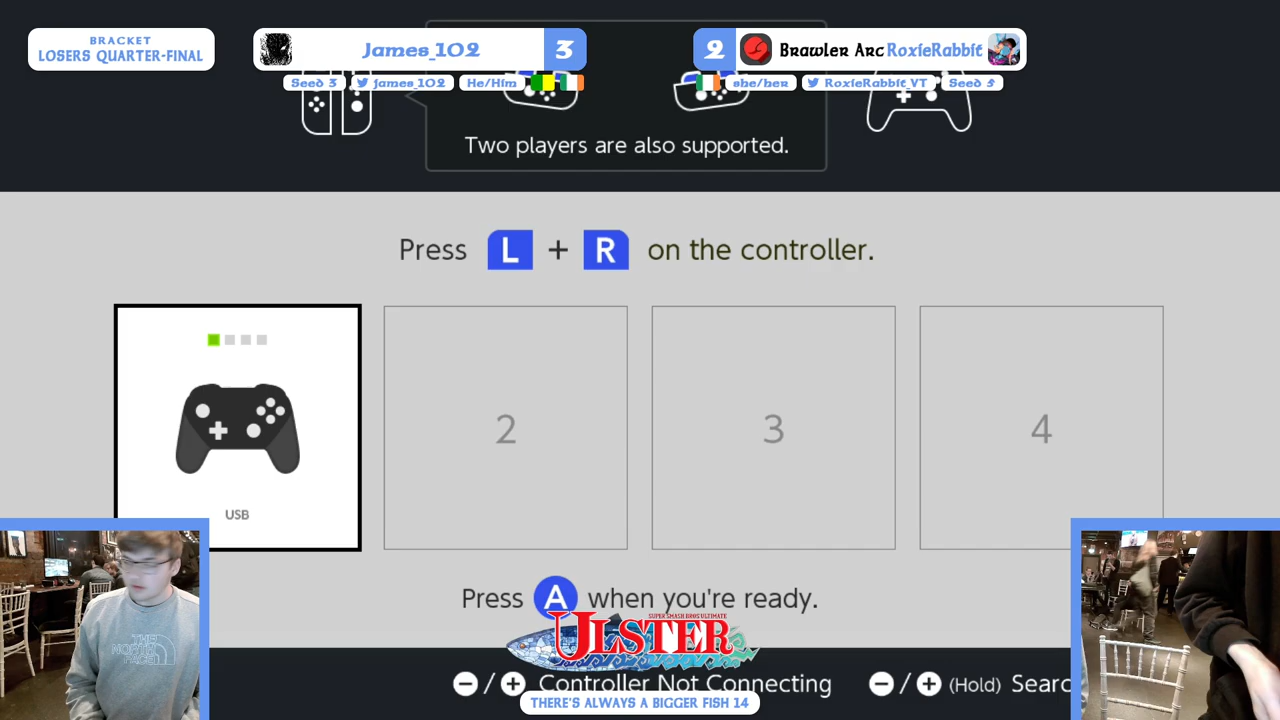 BRACKET
LOSERS QUARTER-FINAL
James_102 3
2 Brawler Arc RoxieRabbit
Seed 3 james_102 He/Him
she/her RoxieRabbit_VT Seed 5
Two players are also supported.
Press L + R on the controller.
USB
2
3
4
Press A when you're ready.
THE NORTH FACE
SUPER SMASH BROS ULTIMATE
ULSTER
−/+ Controller Not Connecting −/+ (Hold) Searc
THERE'S ALWAYS A BIGGER FISH 14